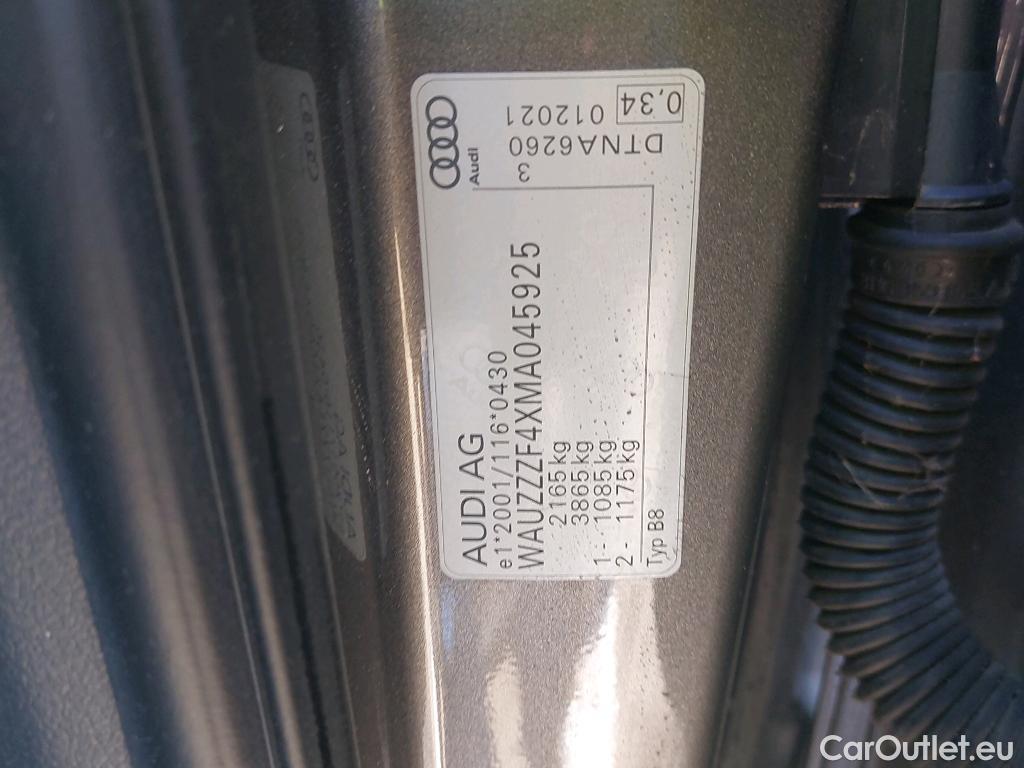 AUDI AG
e1*2001/116*0430
WAUZZZF4XMA045925
2165 kg
3865 kg
1 - 1085 kg
2 - 1175 kg
Typ B8
Audi
3
DTNA6260
012021
0,34
CarOutlet.eu